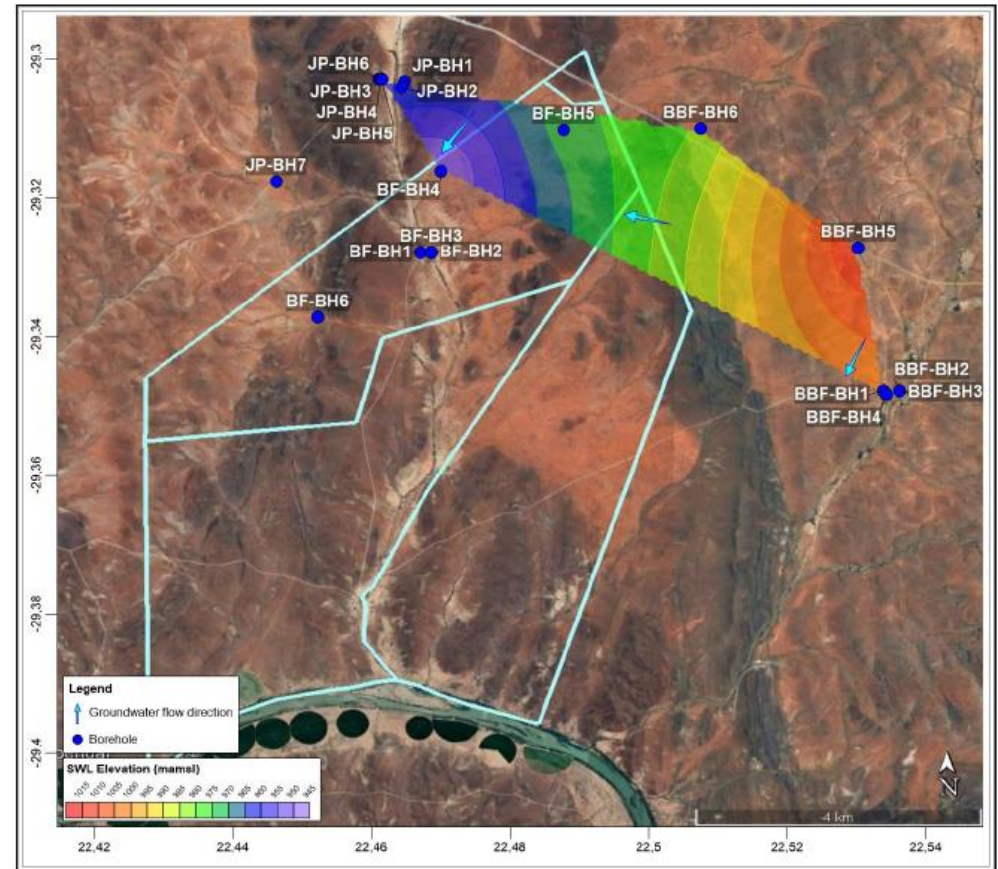 -29,3
-29,32
-29,34
-29,36
-29,38
-29,4
JP-BH6
JP-BH1
JP-BH3
JP-BH2
JP-BH4
JP-BH5
BF-BH5
BBF-BH6
JP-BH7
BF-BH4
BBF-BH5
BF-BH3
BF-BH1
BF-BH2
BF-BH6
BBF-BH2
BBF-BH1
BBF-BH3
BBF-BH4
Legend
Groundwater flow direction
Borehole
SWL Elevation (mamsl)
1015 1010 1005 1000 995 990 985 980 975 970 965 960 955 950 945
N
4 km
22,42 22,44 22,46 22,48 22,5 22,52 22,54